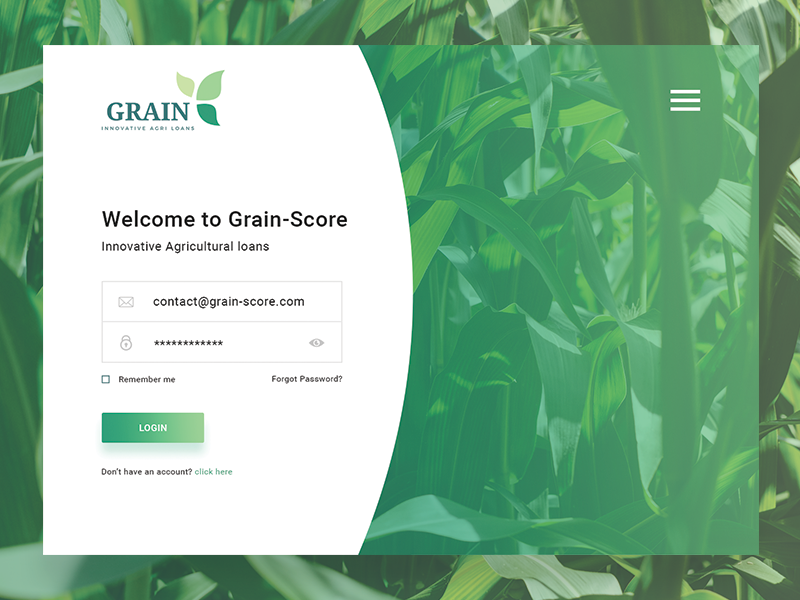 GRAIN
INNOVATIVE AGRI LOANS
Welcome to Grain-Score
Innovative Agricultural loans
contact@grain-score.com
************
Remember me
Forgot Password?
LOGIN
Don't have an account? click here